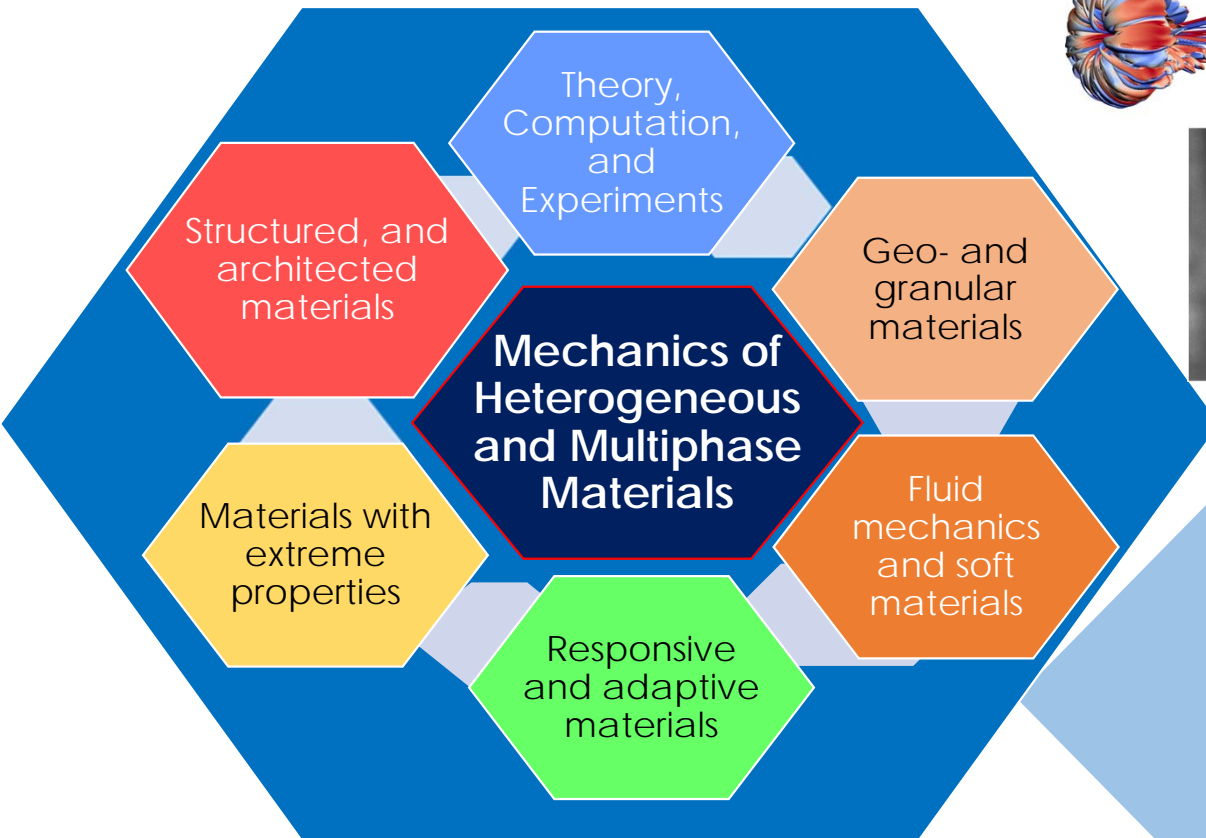 Theory,
Computation,
and
Experiments
Structured, and
architected
materials
Geo- and
granular
materials
Mechanics of
Heterogeneous
and Multiphase
Materials
Materials with
extreme
properties
Fluid
mechanics
and soft
materials
Responsive
and adaptive
materials